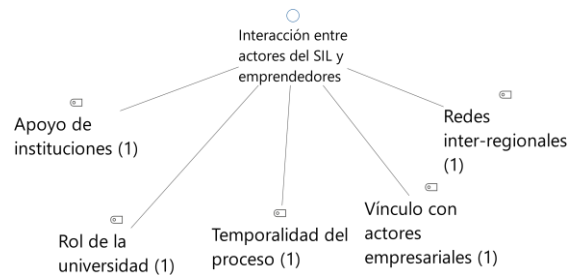 Interacción entre
actores del SIL y
emprendedores
Apoyo de
instituciones (1)
Rol de la
universidad (1)
Temporalidad del
proceso (1)
Vínculo con
actores
empresariales (1)
Redes
inter-regionales
(1)